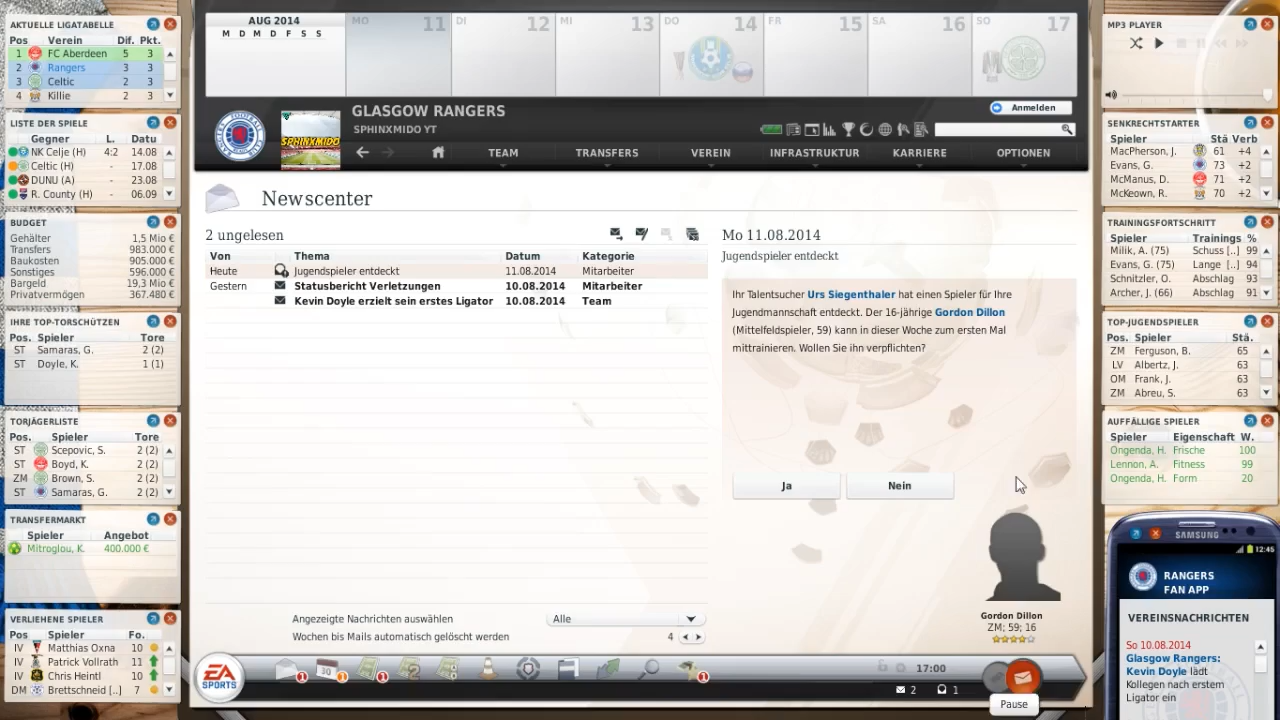 AKTUELLE LIGATABELLE
Pos Verein Dif. Pkt.
1 FC Aberdeen 5 3
2 Rangers 3 3
3 Celtic 2 3
4 Killie 2 3
LISTE DER SPIELE
Gegner L. Datu
NK Celje (H) 4:2 14.08
Celtic (H) - 17.08
DUNU (A) - 23.08
R. County (H) - 06.09
BUDGET
Gehälter 1,5 Mio €
Transfers 983.000 €
Baukosten 905.000 €
Sonstiges 596.000 €
Bargeld 19,3 Mio €
Privatvermögen 367.480 €
IHRE TOP-TORSCHÜTZEN
Pos. Spieler Tore
ST Samaras, G. 2 (2)
ST Doyle, K. 1 (1)
TORJÄGERLISTE
Pos. Spieler Tore
ST Scepovic, S. 2 (2)
ST Boyd, K. 2 (2)
ZM Brown, S. 2 (2)
ST Samaras, G. 2 (2)
TRANSFERMARKT
Spieler Angebot
Mitroglou, K. 400.000 €
VERLIEHENE SPIELER
Pos Spieler Fo.
IV Matthias Oxna 10
IV Patrick Vollrath 11
IV Chris Heintl 10
DM Brettschneid [..] 7
AUG 2014
M D M D F S S
MO 11
DI 12
MI 13
DO 14
FR 15
SA 16
SO 17
GLASGOW RANGERS
SPHINXMIDO YT
SPHINXMIDO
Anmelden
TEAM TRANSFERS VEREIN INFRASTRUKTUR KARRIERE OPTIONEN
Newscenter
2 ungelesen
Von Thema Datum Kategorie
Heute Jugendspieler entdeckt 11.08.2014 Mitarbeiter
Gestern Statusbericht Verletzungen 10.08.2014 Mitarbeiter
Kevin Doyle erzielt sein erstes Ligator 10.08.2014 Team
Angezeigte Nachrichten auswählen Alle
Wochen bis Mails automatisch gelöscht werden 4
Mo 11.08.2014
Jugendspieler entdeckt
Ihr Talentsucher Urs Siegenthaler hat einen Spieler für Ihre
Jugendmannschaft entdeckt. Der 16-jährige Gordon Dillon
(Mittelfeldspieler, 59) kann in dieser Woche zum ersten Mal
mittrainieren. Wollen Sie ihn verpflichten?
Ja Nein
Gordon Dillon
ZM; 59; 16
EA
SPORTS
1 30 1 1 2 1
17:00
2 1
Pause
MP3 PLAYER
SENKRECHTSTARTER
Spieler Stä Verb
MacPherson, J. 61 +4
Evans, G. 73 +2
McManus, D. 71 +2
McKeown, R. 70 +2
TRAININGSFORTSCHRITT
Spieler Trainings %
Milik, A. (75) Schuss [..] 99
Evans, G. (75) Lange [..] 94
Schnitzler, O. Abschlag 93
Archer, J. (66) Abschlag 91
TOP-JUGENDSPIELER
Pos. Spieler Stä.
ZM Ferguson, B. 65
LV Albertz, J. 63
OM Frank, J. 63
ZM Abreu, S. 63
AUFFÄLLIGE SPIELER
Spieler Eigenschaft W.
Ongenda, H. Frische 100
Lennon, A. Fitness 99
Ongenda, H. Form 20
SAMSUNG
12:45
RANGERS
FAN APP
VEREINSNACHRICHTEN
So 10.08.2014
Glasgow Rangers:
Kevin Doyle lädt
Kollegen nach erstem
Ligator ein